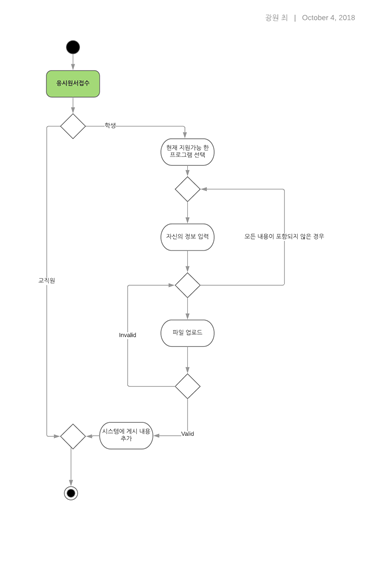 강원 최 | October 4, 2018
응시원서접수
학생
현재 지원가능 한
프로그램 선택
자신의 정보 입력
모든 내용이 포함되지 않은 경우
교직원
파일 업로드
Invalid
시스템에 게시 내용
추가
Valid